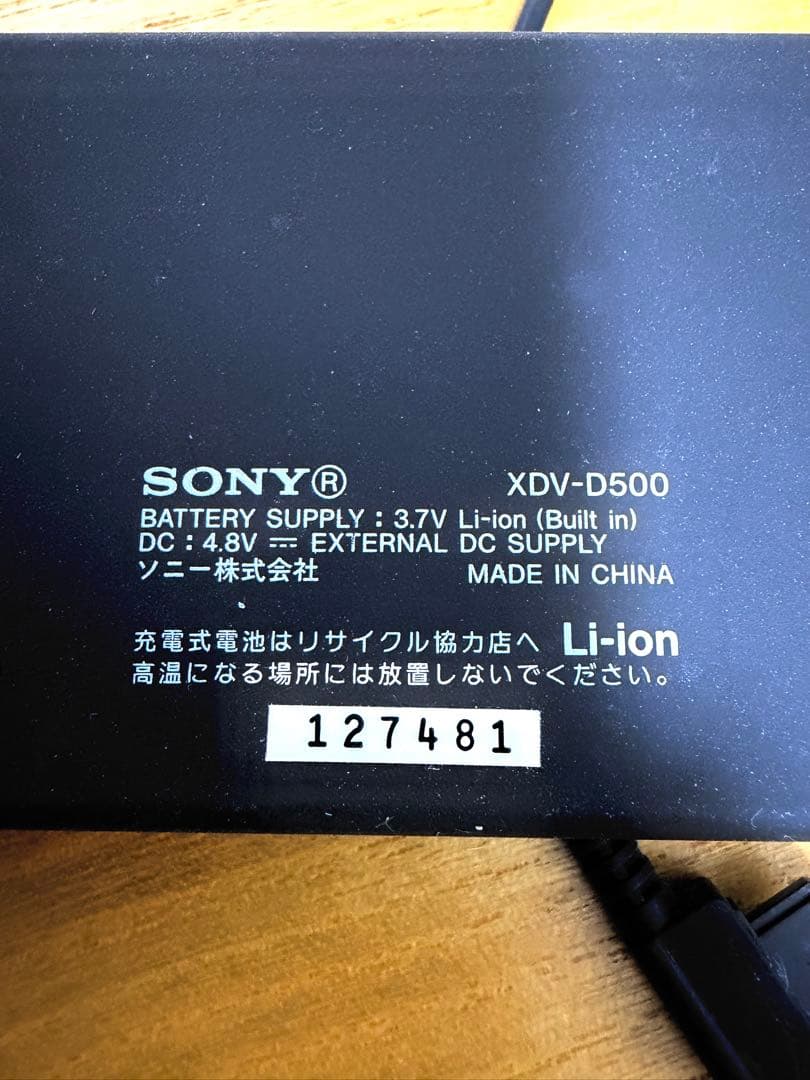 SONY® XDV-D500
BATTERY SUPPLY : 3.7V Li-ion (Built in)
DC : 4.8V ⎓ EXTERNAL DC SUPPLY
ソニー株式会社 MADE IN CHINA
充電式電池はリサイクル協力店へ Li-ion
高温になる場所には放置しないでください。
127481